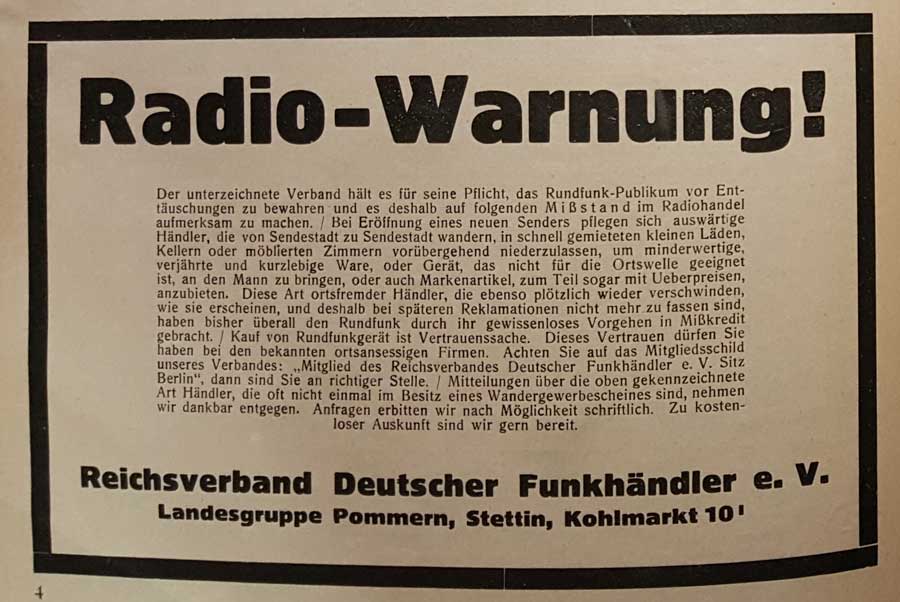 Radio-Warnung!
Der unterzeichnete Verband hält es für seine Pflicht, das Rundfunk-Publikum vor Ent-
täuschungen zu bewahren und es deshalb auf folgenden Mißstand im Radiohandel
aufmerksam zu machen. / Bei Eröffnung eines neuen Senders pflegen sich auswärtige
Händler, die von Sendestadt zu Sendestadt wandern, in schnell gemieteten kleinen Läden,
Kellern oder möblierten Zimmern vorübergehend niederzulassen, um minderwertige,
verjährte und kurzlebige Ware, oder Gerät, das nicht für die Ortswelle geeignet
ist, an den Mann zu bringen, oder auch Markenartikel, zum Teil sogar mit Ueberpreisen,
anzubieten. Diese Art ortsfremder Händler, die ebenso plötzlich wieder verschwinden,
wie sie erscheinen, und deshalb bei späteren Reklamationen nicht mehr zu fassen sind,
haben bisher überall den Rundfunk durch ihr gewissenloses Vorgehen in Mißkredit
gebracht. / Kauf von Rundfunkgerät ist Vertrauenssache. Dieses Vertrauen dürfen Sie
haben bei den bekannten ortsansessigen Firmen. Achten Sie auf das Mitgliedsschild
unseres Verbandes: „Mitglied des Reichsverbandes Deutscher Funkhändler e. V. Sitz
Berlin“, dann sind Sie an richtiger Stelle. / Mitteilungen über die oben gekennzeichnete
Art Händler, die oft nicht einmal im Besitz eines Wandergewerbescheines sind, nehmen
wir dankbar entgegen. Anfragen erbitten wir nach Möglichkeit schriftlich. Zu kosten-
loser Auskunft sind wir gern bereit.
Reichsverband Deutscher Funkhändler e. V.
Landesgruppe Pommern, Stettin, Kohlmarkt 10ᴵ
4